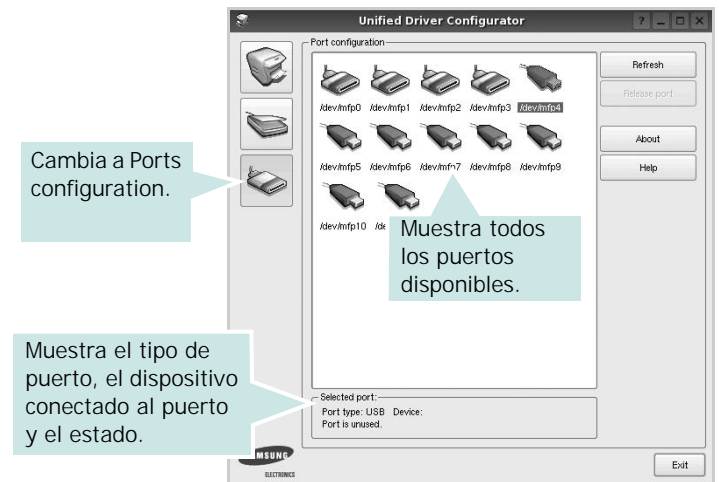 Unified Driver Configurator
Port configuration
Refresh
Release port
About
Help
/dev/mfp0 /dev/mfp1 /dev/mfp2 /dev/mfp3 /dev/mfp4
/dev/mfp5 /dev/mfp6 /dev/mfp7 /dev/mfp8 /dev/mfp9
/dev/mfp10
Cambia a Ports
configuration.
Muestra todos
los puertos
disponibles.
Muestra el tipo de
puerto, el dispositivo
conectado al puerto
y el estado.
Selected port:
Port type: USB Device:
Port is unused.
ELECTRONICS
Exit